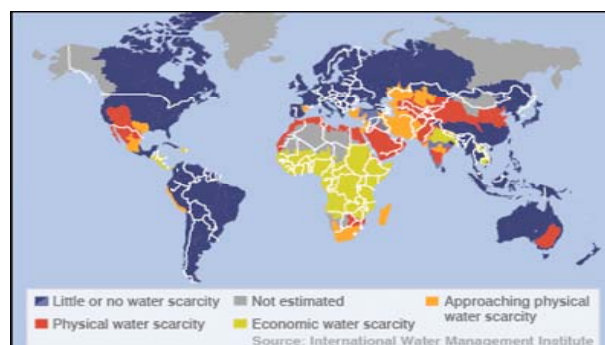 Little or no water scarcity
Not estimated
Approaching physical
water scarcity
Physical water scarcity
Economic water scarcity
Source: International Water Management Institute